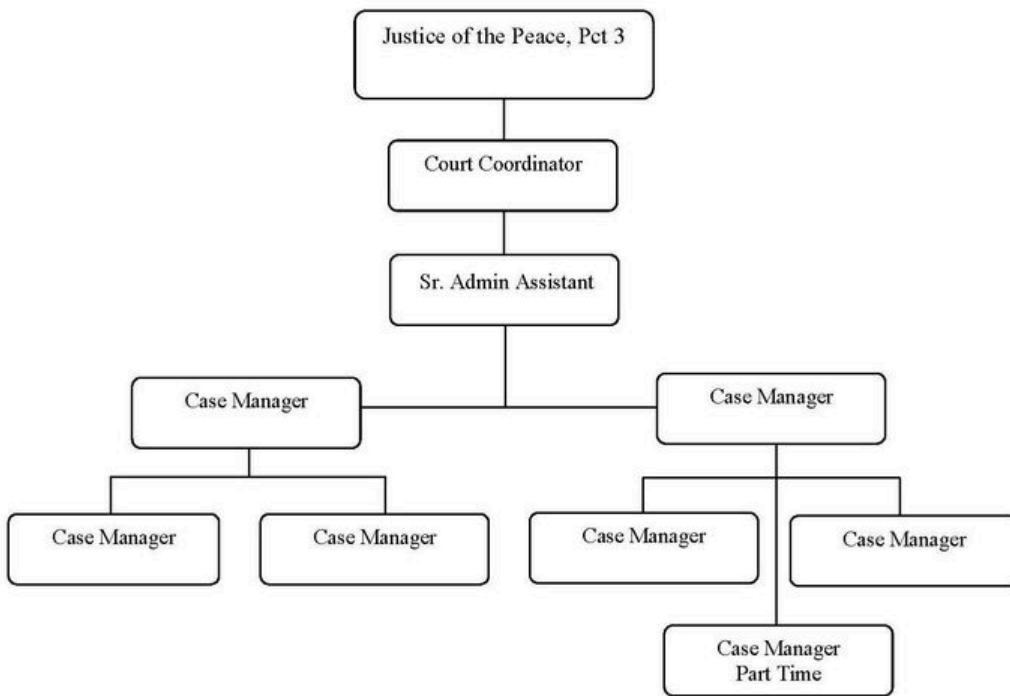 Justice of the Peace, Pct 3
Court Coordinator
Sr. Admin Assistant
Case Manager
Case Manager
Case Manager
Case Manager
Case Manager
Case Manager
Case Manager
Part Time